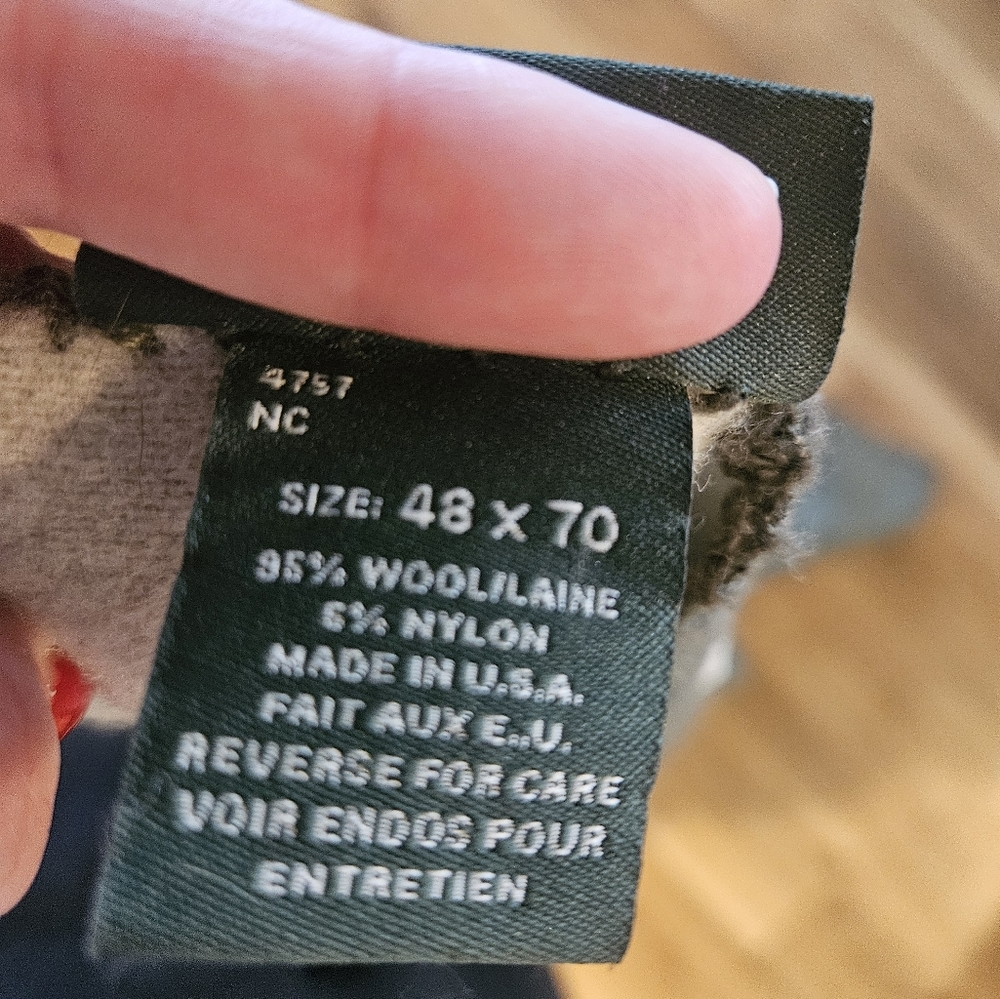 4757
NC
SIZE: 48 X 70
95% WOOL/LAINE
5% NYLON
MADE IN U.S.A.
FAIT AUX E.U.
REVERSE FOR CARE
VOIR ENDOS POUR
ENTRETIEN